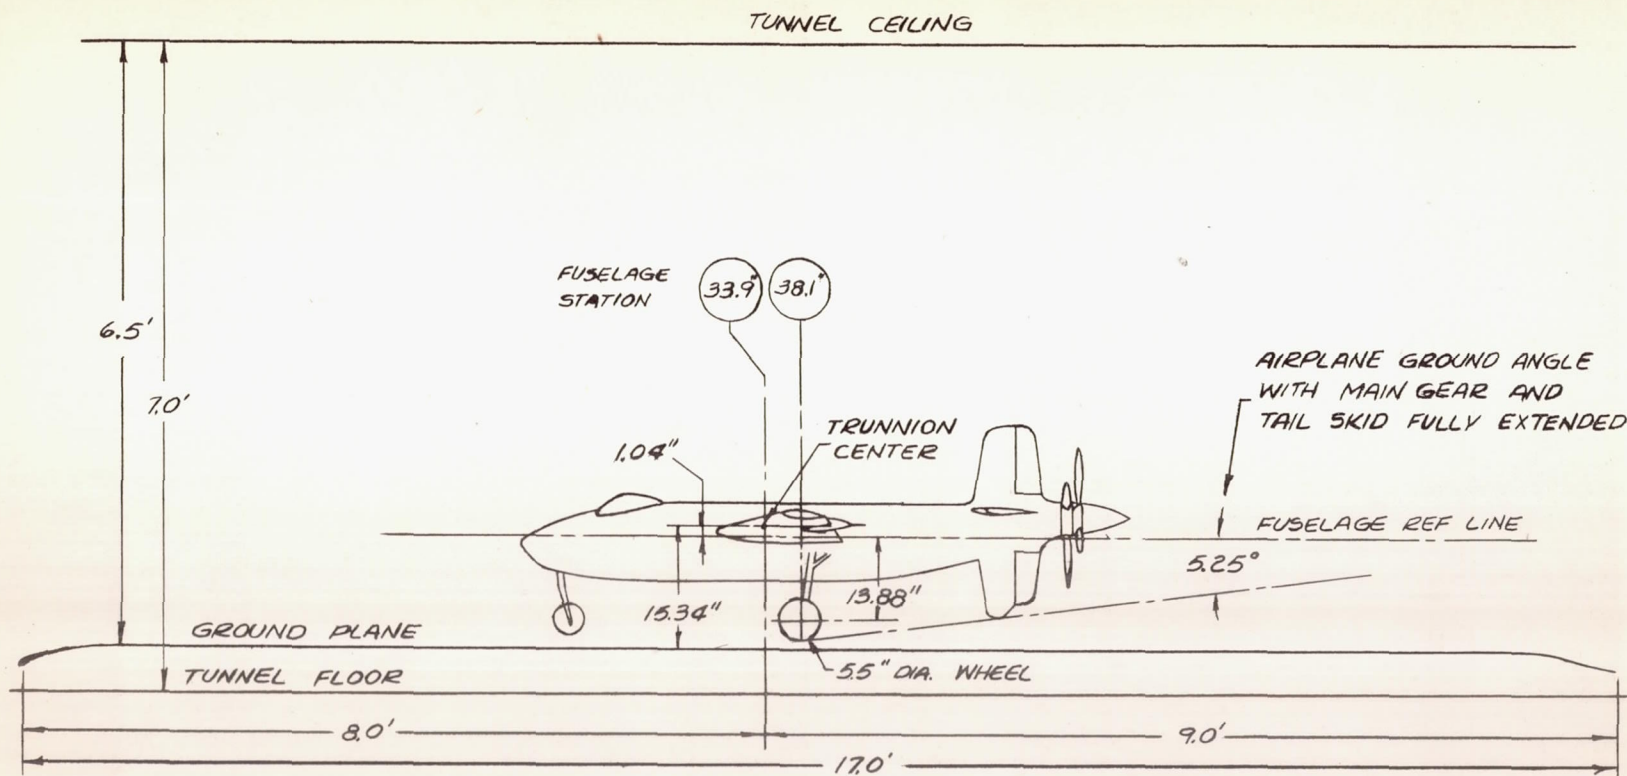 TUNNEL CEILING
FUSELAGE
STATION
33.9"
38.1"
6.5'
7.0'
AIRPLANE GROUND ANGLE
WITH MAIN GEAR AND
TAIL SKID FULLY EXTENDED
TRUNNION
CENTER
1.04"
FUSELAGE REF LINE
5.25°
15.34"
13.88"
GROUND PLANE
5.5" DIA. WHEEL
TUNNEL FLOOR
8.0'
9.0'
17.0'